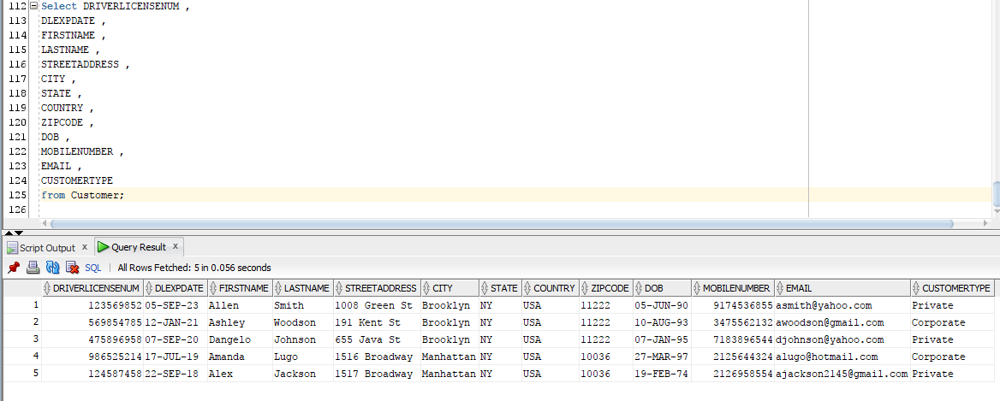 112 Select DRIVERLICENSENUM ,
113 DLEXPDATE ,
114 FIRSTNAME ,
115 LASTNAME ,
116 STREETADDRESS ,
117 CITY ,
118 STATE ,
119 COUNTRY ,
120 ZIPCODE ,
121 DOB ,
122 MOBILENUMBER ,
123 EMAIL ,
124 CUSTOMERTYPE
125 from Customer;
126
Script Output x Query Result x
SQL | All Rows Fetched: 5 in 0.056 seconds
DRIVERLICENSENUM DLEXPDATE FIRSTNAME LASTNAME STREETADDRESS CITY STATE COUNTRY ZIPCODE DOB MOBILENUMBER EMAIL CUSTOMERTYPE
1 123569852 05-SEP-23 Allen Smith 1008 Green St Brooklyn NY USA 11222 05-JUN-90 9174536855 asmith@yahoo.com Private
2 569854785 12-JAN-21 Ashley Woodson 191 Kent St Brooklyn NY USA 11222 10-AUG-93 3475562132 awoodson@gmail.com Corporate
3 475896958 07-SEP-20 Dangelo Johnson 655 Java St Brooklyn NY USA 11222 07-JAN-95 7183896544 djohnson@yahoo.com Private
4 986525214 17-JUL-19 Amanda Lugo 1516 Broadway Manhattan NY USA 10036 27-MAR-97 2125644324 alugo@hotmail.com Corporate
5 124587458 22-SEP-18 Alex Jackson 1517 Broadway Manhattan NY USA 10036 19-FEB-74 2126958554 ajackson2145@gmail.com Private